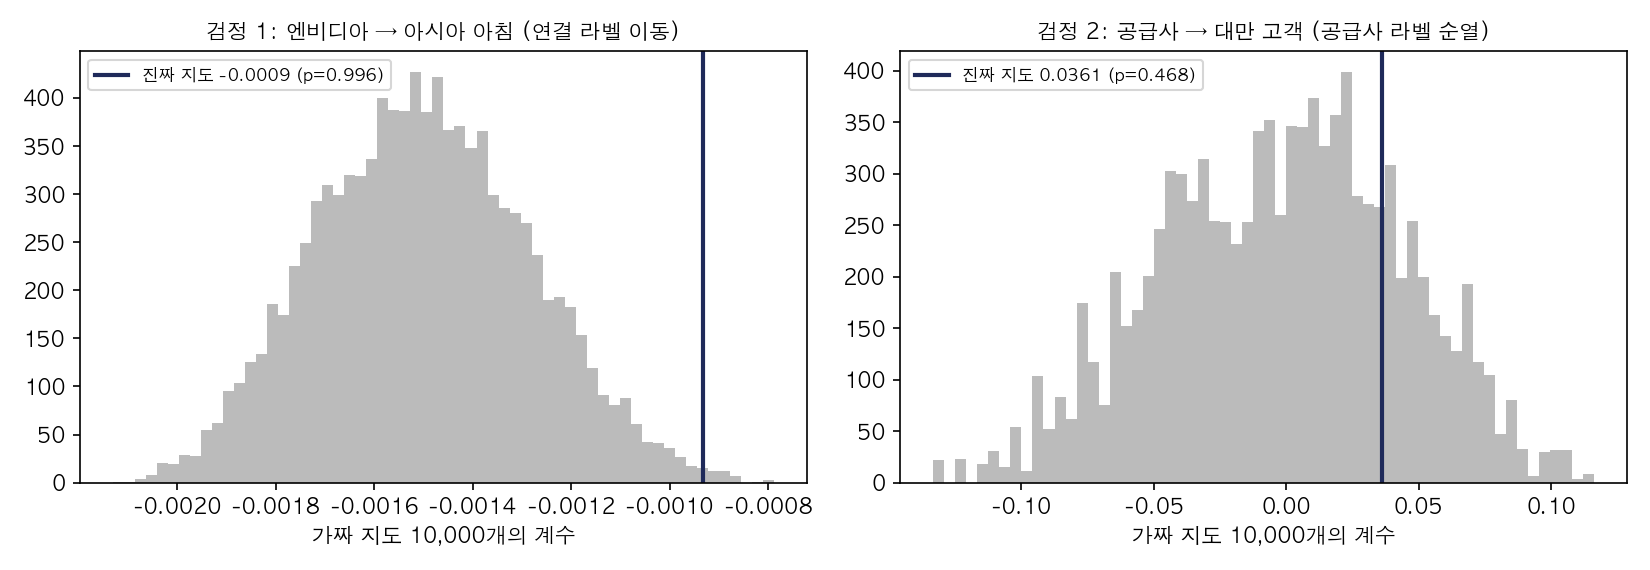 검정 1: 엔비디아 → 아시아 아침 (연결 라벨 이동)
진짜 지도 -0.0009 (p=0.996)
400
350
300
250
200
150
100
50
0
-0.0020 -0.0018 -0.0016 -0.0014 -0.0012 -0.0010 -0.0008
가짜 지도 10,000개의 계수
검정 2: 공급사 → 대만 고객 (공급사 라벨 순열)
진짜 지도 0.0361 (p=0.468)
400
350
300
250
200
150
100
50
0
-0.10 -0.05 0.00 0.05 0.10
가짜 지도 10,000개의 계수